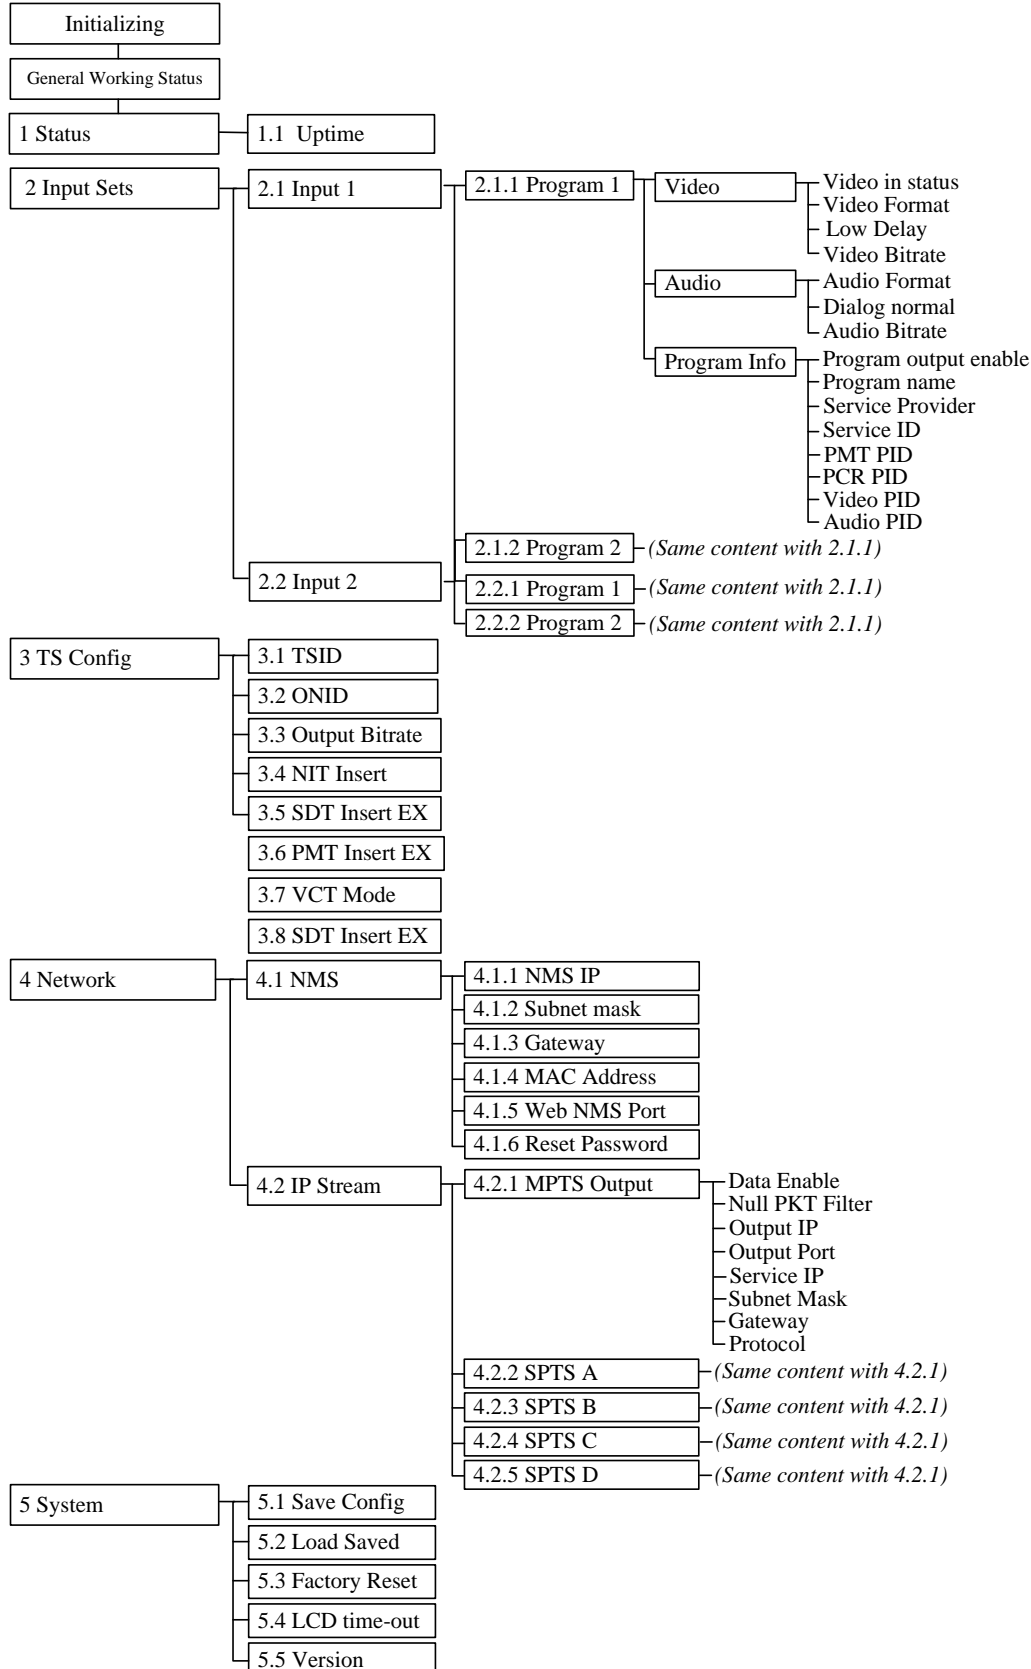 Initializing
General Working Status
1 Status
1.1 Uptime
2 Input Sets
2.1 Input 1
2.1.1 Program 1
Video
Video in status
Video Format
Low Delay
Video Bitrate
Audio
Audio Format
Dialog normal
Audio Bitrate
Program Info
Program output enable
Program name
Service Provider
Service ID
PMT PID
PCR PID
Video PID
Audio PID
2.1.2 Program 2
(Same content with 2.1.1)
2.2 Input 2
2.2.1 Program 1
(Same content with 2.1.1)
2.2.2 Program 2
(Same content with 2.1.1)
3 TS Config
3.1 TSID
3.2 ONID
3.3 Output Bitrate
3.4 NIT Insert
3.5 SDT Insert EX
3.6 PMT Insert EX
3.7 VCT Mode
3.8 SDT Insert EX
4 Network
4.1 NMS
4.1.1 NMS IP
4.1.2 Subnet mask
4.1.3 Gateway
4.1.4 MAC Address
4.1.5 Web NMS Port
4.1.6 Reset Password
4.2 IP Stream
4.2.1 MPTS Output
Data Enable
Null PKT Filter
Output IP
Output Port
Service IP
Subnet Mask
Gateway
Protocol
4.2.2 SPTS A
(Same content with 4.2.1)
4.2.3 SPTS B
(Same content with 4.2.1)
4.2.4 SPTS C
(Same content with 4.2.1)
4.2.5 SPTS D
(Same content with 4.2.1)
5 System
5.1 Save Config
5.2 Load Saved
5.3 Factory Reset
5.4 LCD time-out
5.5 Version